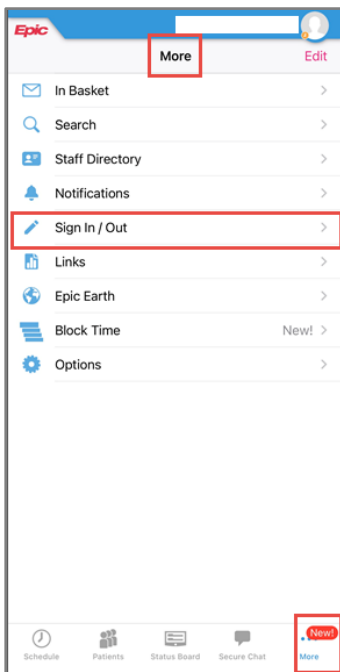 Epic
More Edit
In Basket
Search
Staff Directory
Notifications
Sign In / Out
Links
Epic Earth
Block Time New!
Options
New!
Schedule Patients Status Board Secure Chat More